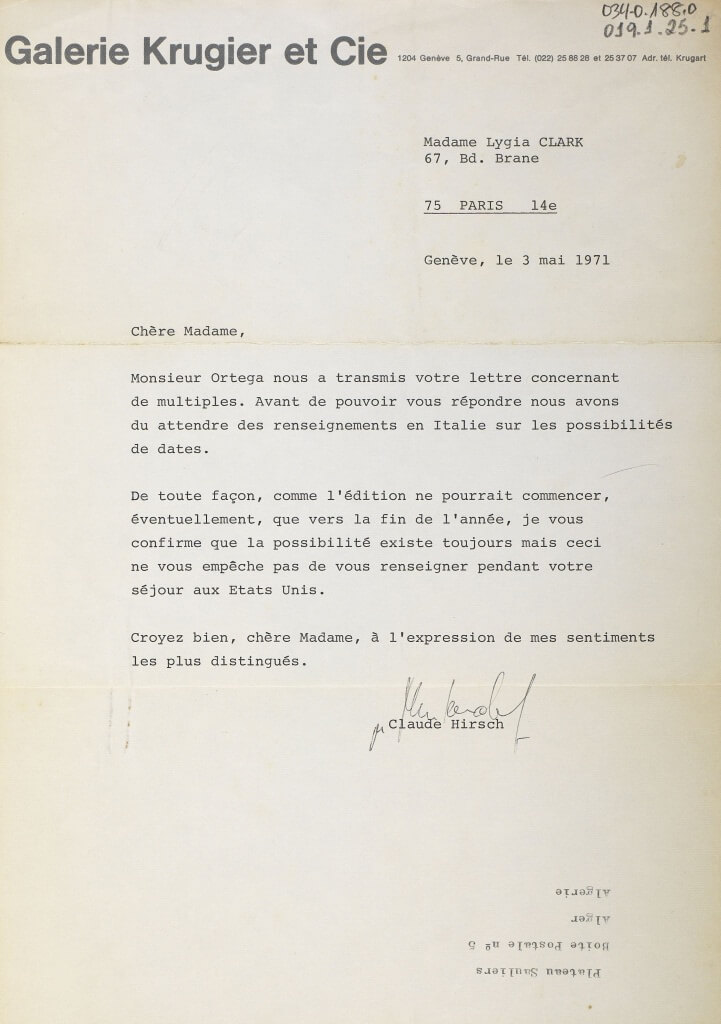 034-0.188.0
019.1.25-1
Galerie Krugier et Cie 1204 Genève 5, Grand-Rue Tél. (022) 25 86 28 et 25 37 07 Adr. tél. Krugart
Madame Lygia CLARK
67, Bd. Brane
75 PARIS 14e
Genève, le 3 mai 1971
Chère Madame,
Monsieur Ortega nous a transmis votre lettre concernant
de multiples. Avant de pouvoir vous répondre nous avons
du attendre des renseignements en Italie sur les possibilités
de dates.
De toute façon, comme l'édition ne pourrait commencer,
éventuellement, que vers la fin de l'année, je vous
confirme que la possibilité existe toujours mais ceci
ne vous empêche pas de vous renseigner pendant votre
séjour aux Etats Unis.
Croyez bien, chère Madame, à l'expression de mes sentiments
les plus distingués.
Claude Hirsch
Plateau Sauliers
Boite Postale nº 5
Alger
Algerie